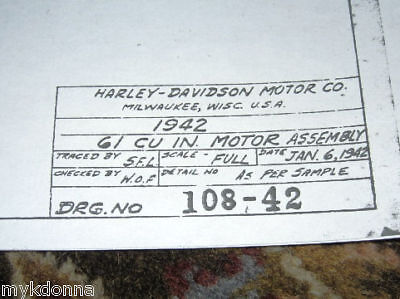 HARLEY-DAVIDSON MOTOR CO.
MILWAUKEE, WISC. U.S.A.
1942
61 CU IN. MOTOR ASSEMBLY
TRACED BY S.F.L. SCALE - FULL DATE JAN. 6, 1942
CHECKED BY H.O.F DETAIL NO AS PER SAMPLE
DRG. NO 108-42
mykdonna